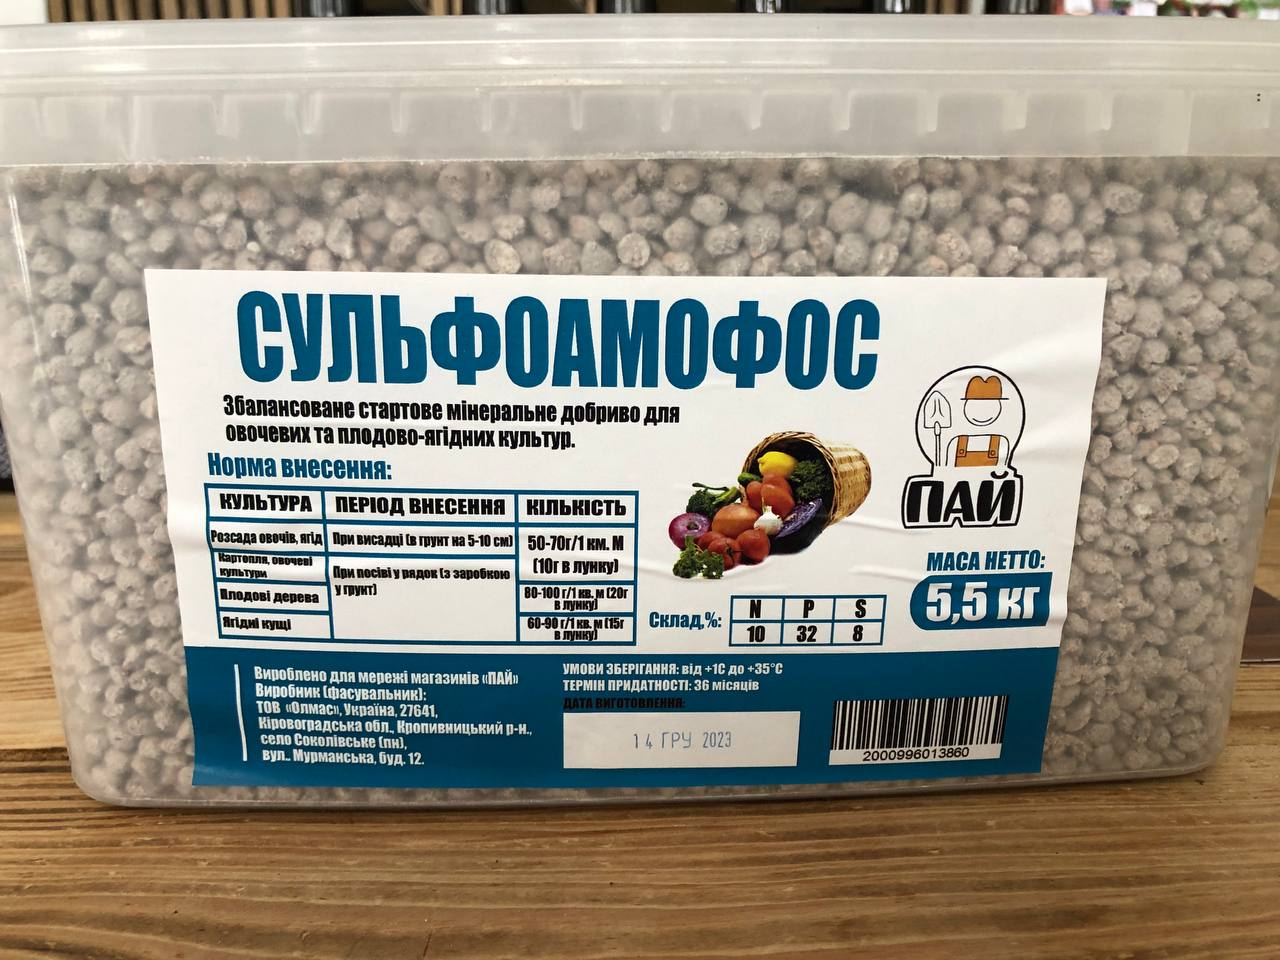 СУЛЬФОАМОФОС
Збалансоване стартове мінеральне добриво для
овочевих та плодово-ягідних культур.
Норма внесення:
КУЛЬТУРА ПЕРІОД ВНЕСЕННЯ КІЛЬКІСТЬ
Розсада овочів, ягід При висадці (в грунт на 5-10 см) 50-70г/1 км. М
(10г в лунку)
Картопля, овочеві
культури
При посіві у рядок (з заробкою
у грунт)
Плодові дерева 80-100 г/1 кв. м (20г
в лунку)
Ягідні кущі 60-90 г/1 кв. м (15г
в лунку)
Склад,%:
N P S
10 32 8
ПАЙ
МАСА НЕТТО:
5,5 кг
Вироблено для мережі магазинів «ПАЙ»
Виробник (фасувальник):
ТОВ «Олмас», Україна, 27641,
Кіровоградська обл., Кропивницький р-н.,
село Соколівське (пн),
вул.. Мурманська, буд. 12.
УМОВИ ЗБЕРІГАННЯ: від +1С до +35°С
ТЕРМІН ПРИДАТНОСТІ: 36 місяців
ДАТА ВИГОТОВЛЕННЯ:
14 ГРУ 2023
2000996013860